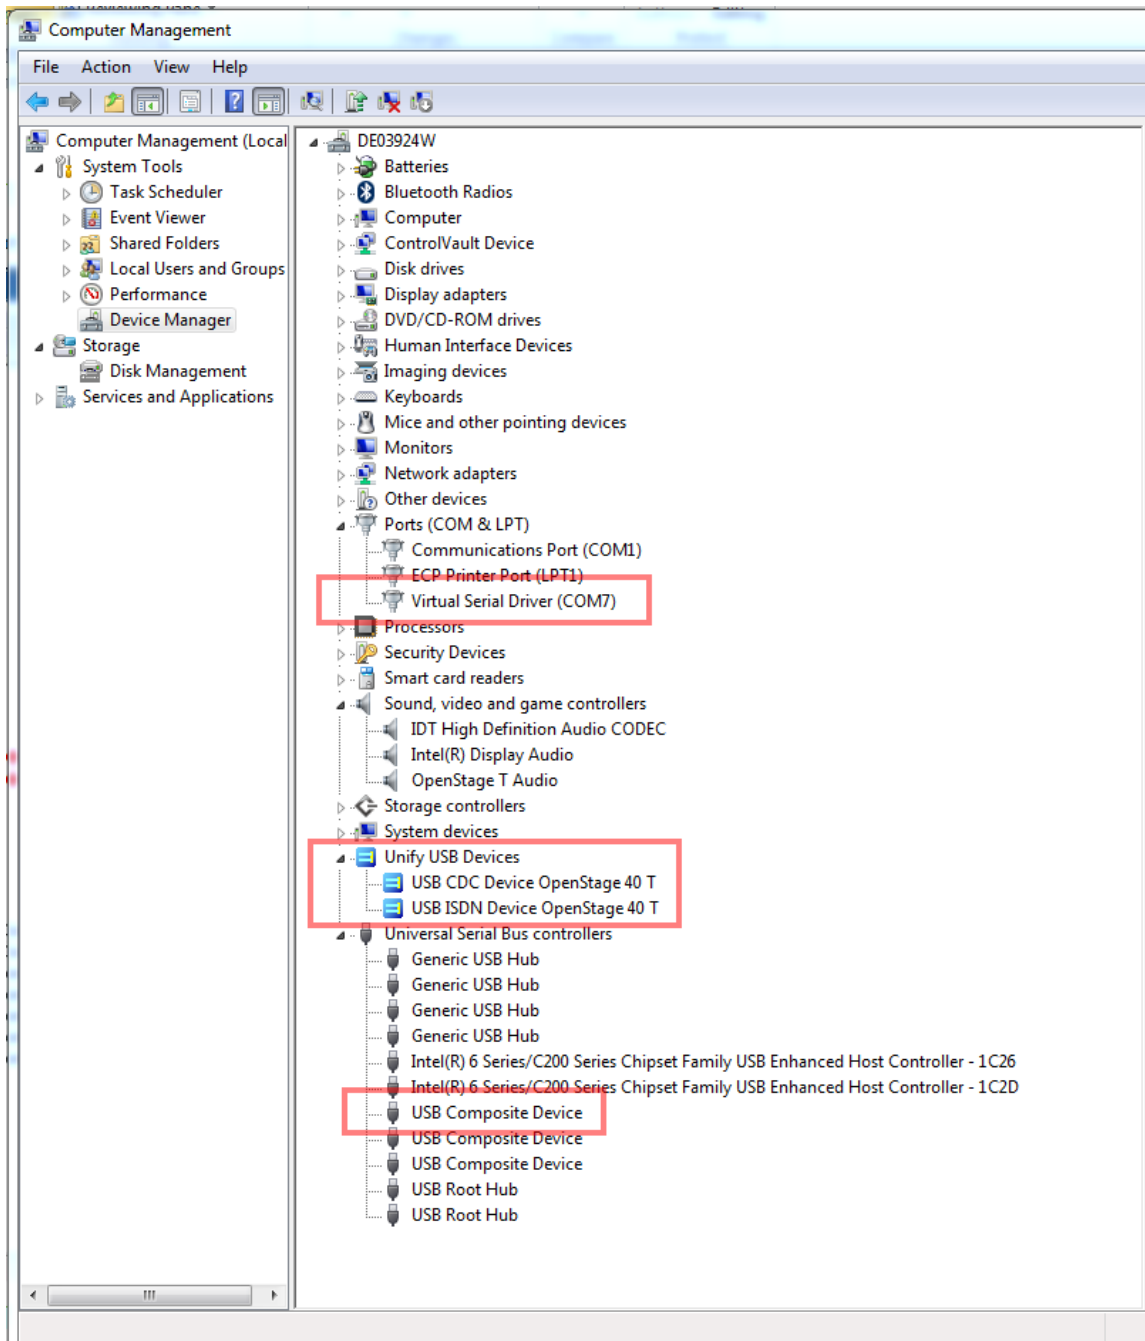 Computer Management
File Action View Help
Computer Management (Local
System Tools
Task Scheduler
Event Viewer
Shared Folders
Local Users and Groups
Performance
Device Manager
Storage
Disk Management
Services and Applications
DE03924W
Batteries
Bluetooth Radios
Computer
ControlVault Device
Disk drives
Display adapters
DVD/CD-ROM drives
Human Interface Devices
Imaging devices
Keyboards
Mice and other pointing devices
Monitors
Network adapters
Other devices
Ports (COM & LPT)
Communications Port (COM1)
ECP Printer Port (LPT1)
Virtual Serial Driver (COM7)
Processors
Security Devices
Smart card readers
Sound, video and game controllers
IDT High Definition Audio CODEC
Intel(R) Display Audio
OpenStage T Audio
Storage controllers
System devices
Unify USB Devices
USB CDC Device OpenStage 40 T
USB ISDN Device OpenStage 40 T
Universal Serial Bus controllers
Generic USB Hub
Generic USB Hub
Generic USB Hub
Generic USB Hub
Intel(R) 6 Series/C200 Series Chipset Family USB Enhanced Host Controller - 1C26
Intel(R) 6 Series/C200 Series Chipset Family USB Enhanced Host Controller - 1C2D
USB Composite Device
USB Composite Device
USB Composite Device
USB Root Hub
USB Root Hub